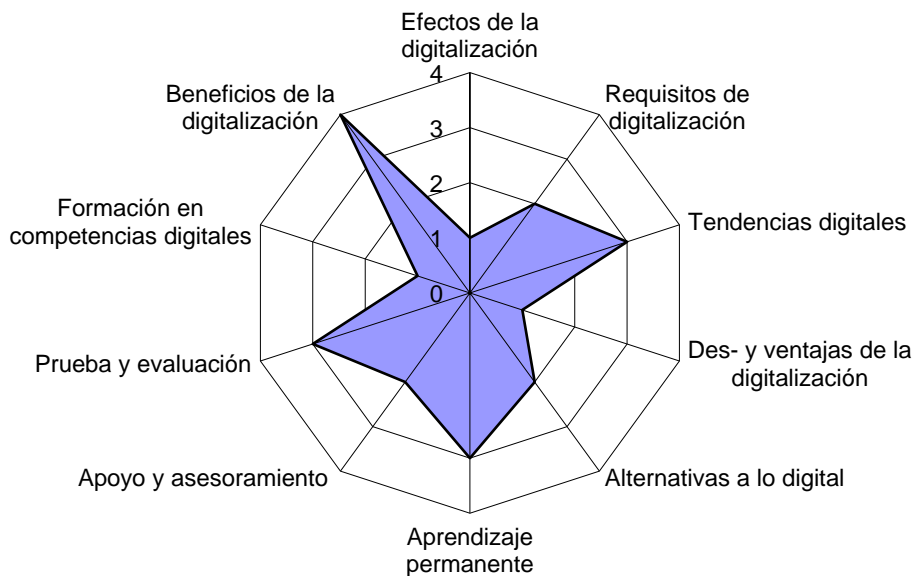 Efectos de la
digitalización
Beneficios de la
digitalización
Requisitos de
digitalización
Formación en
competencias digitales
Tendencias digitales
Prueba y evaluación
Des- y ventajas de la
digitalización
Apoyo y asesoramiento
Alternativas a lo digital
Aprendizaje
permanente
4
3
2
1
0